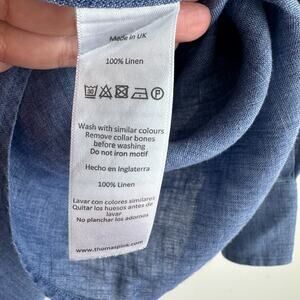 Made in UK
100% Linen
30 P
Wash with similar colours
Remove collar bones
before washing
Do not iron motif
Hecho en Inglaterra
100% Linen
Lavar con colores similares
Quitar los huesos antes de
lavar
No planchar los adornos
www.thomaspink.com